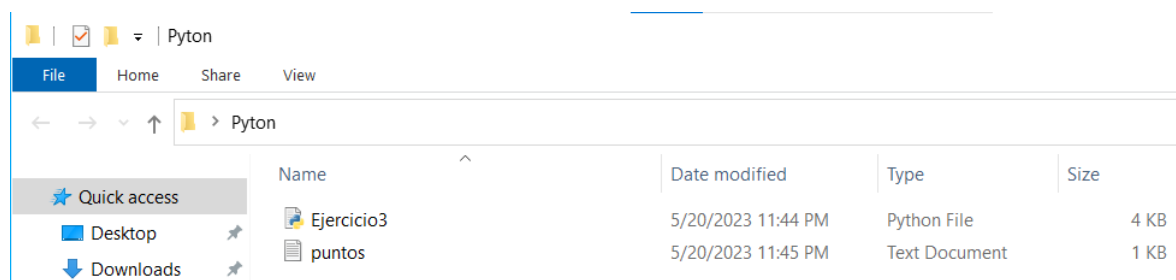 Pyton
File Home Share View
Pyton
Name Date modified Type Size
Quick access
Ejercicio3 5/20/2023 11:44 PM Python File 4 KB
Desktop
puntos 5/20/2023 11:45 PM Text Document 1 KB
Downloads